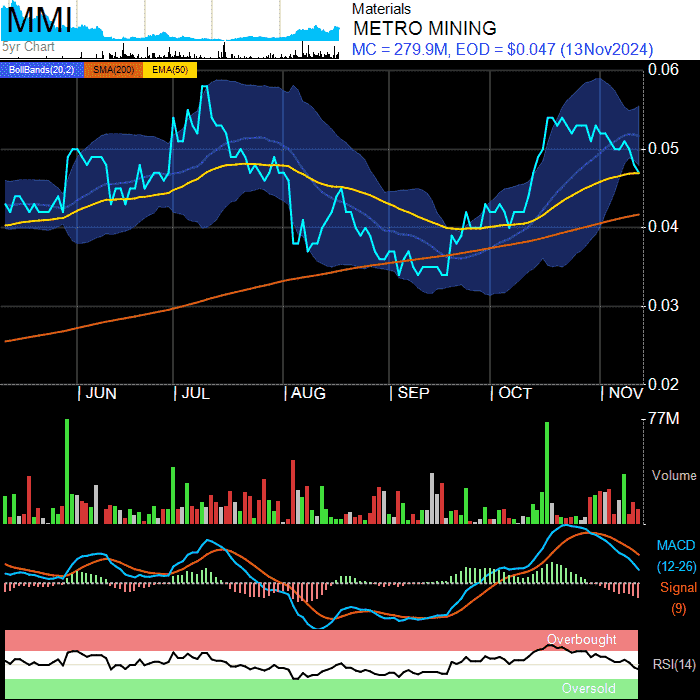 MMI
5yr Chart
Materials
METRO MINING
MC = 279.9M, EOD = $0.047 (13Nov2024)
BollBands(20,2) SMA(200) EMA(50)
0.06
0.05
0.04
0.03
0.02
| JUN | JUL | AUG | SEP | OCT | NOV
-77M
Volume
MACD
(12-26)
Signal
(9)
Overbought
RSI(14)
Oversold